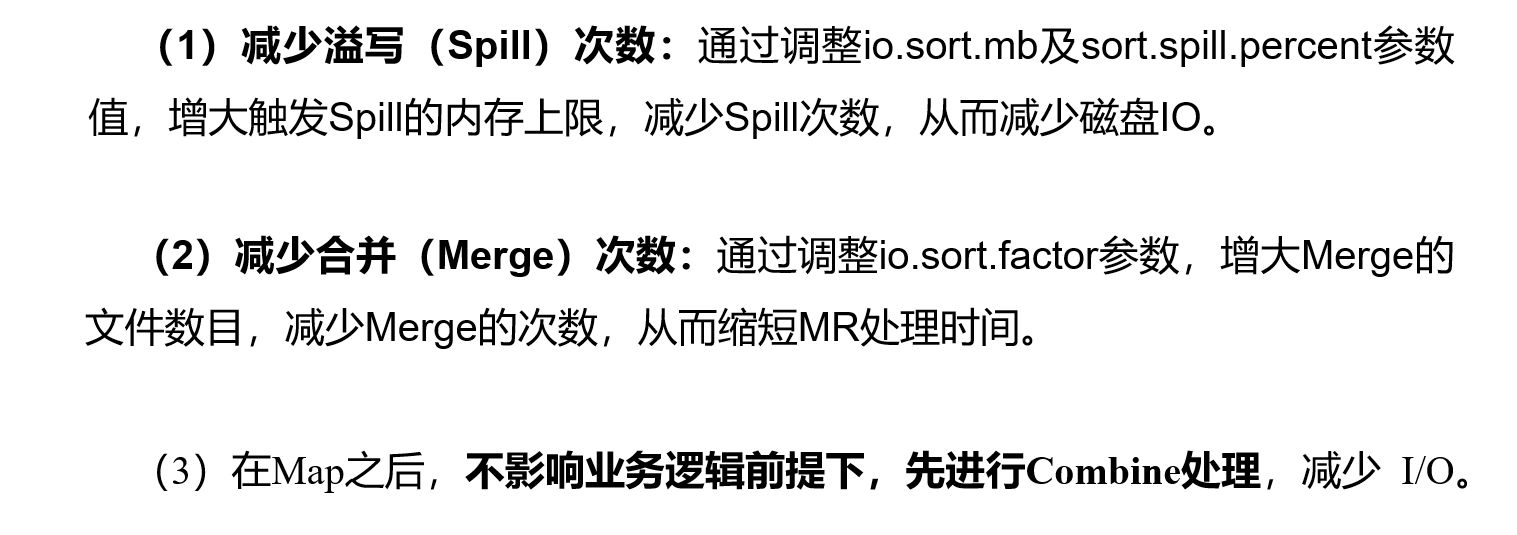 （1）减少溢写（Spill）次数：通过调整io.sort.mb及sort.spill.percent参数
值，增大触发Spill的内存上限，减少Spill次数，从而减少磁盘IO。
（2）减少合并（Merge）次数：通过调整io.sort.factor参数，增大Merge的
文件数目，减少Merge的次数，从而缩短MR处理时间。
（3）在Map之后，不影响业务逻辑前提下，先进行Combine处理，减少 I/O。